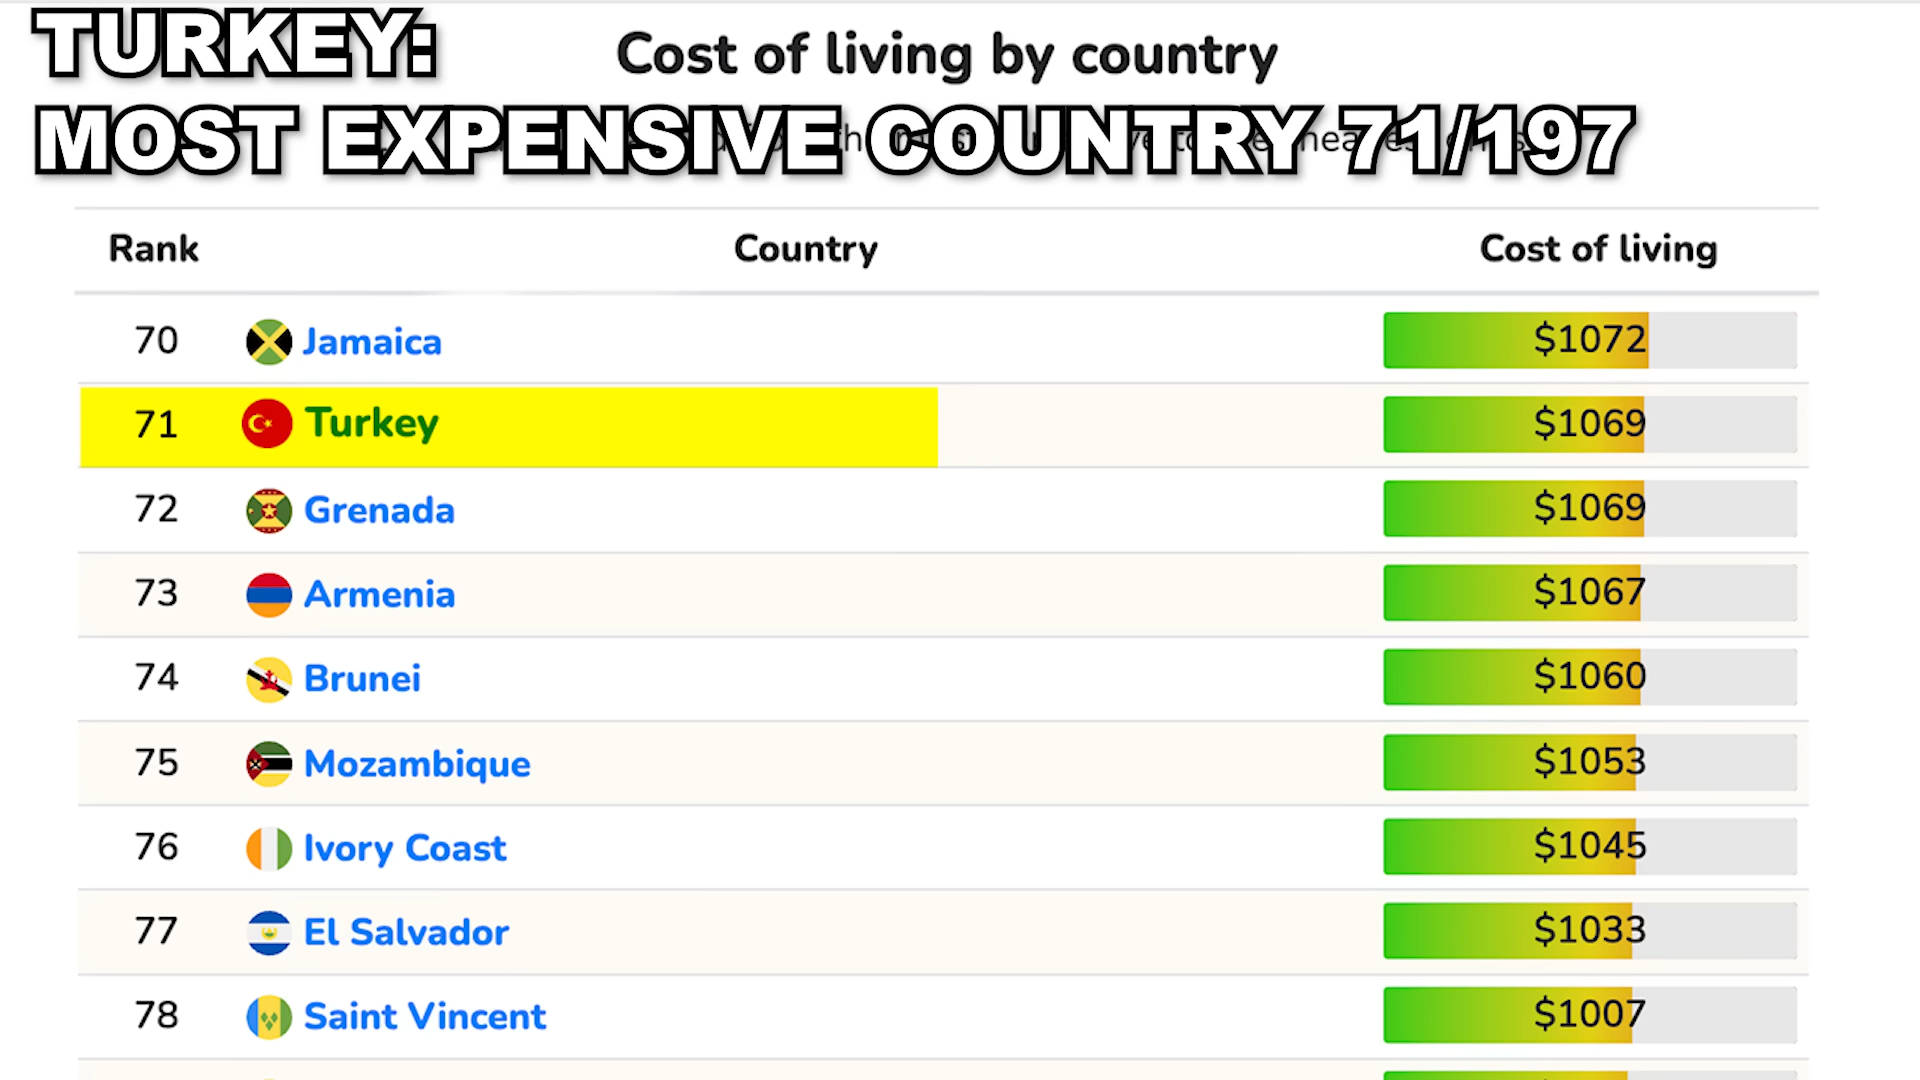 TURKEY:
Cost of living by country
MOST EXPENSIVE COUNTRY 71/197
Rank Country Cost of living
70 Jamaica $1072
71 Turkey $1069
72 Grenada $1069
73 Armenia $1067
74 Brunei $1060
75 Mozambique $1053
76 Ivory Coast $1045
77 El Salvador $1033
78 Saint Vincent $1007